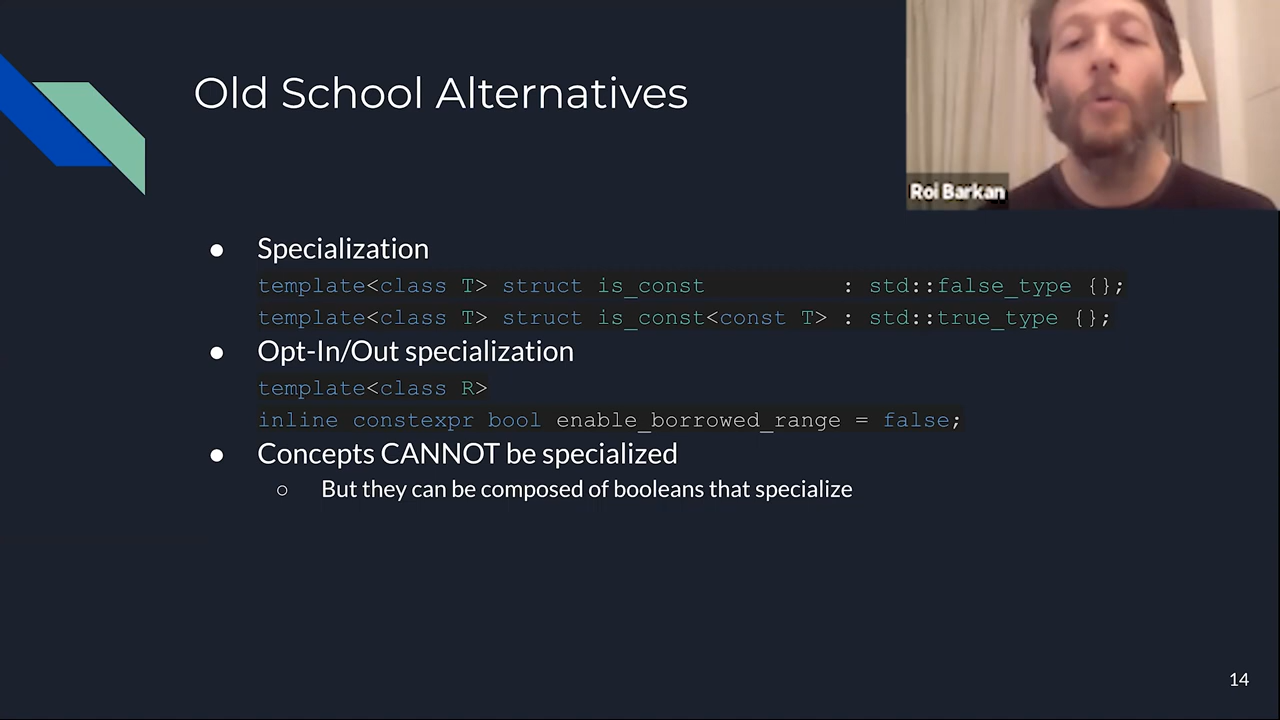 Old School Alternatives
Roi Barkan
● Specialization
template<class T> struct is_const : std::false_type {};
template<class T> struct is_const<const T> : std::true_type {};
● Opt-In/Out specialization
template<class R>
inline constexpr bool enable_borrowed_range = false;
● Concepts CANNOT be specialized
○ But they can be composed of booleans that specialize
14